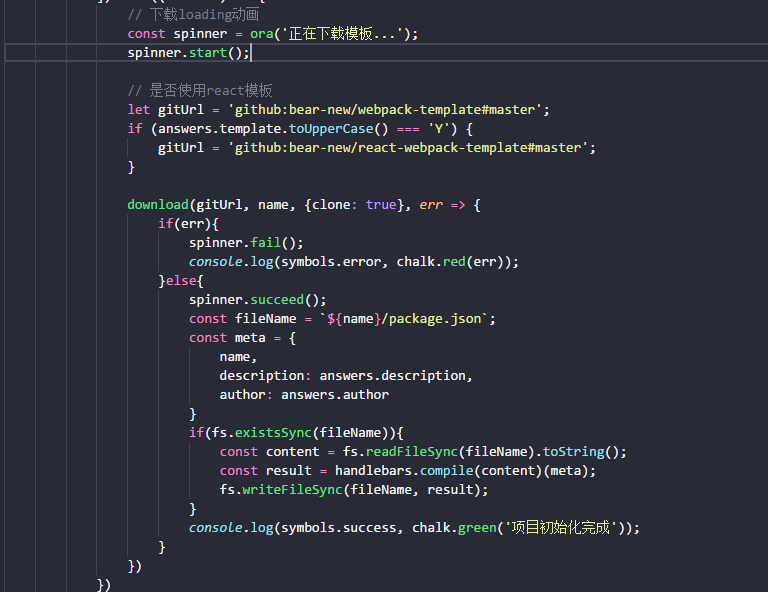 // 下载loading动画
const spinner = ora('正在下载模板...');
spinner.start();
// 是否使用react模板
let gitUrl = 'github:bear-new/webpack-template#master';
if (answers.template.toUpperCase() === 'Y') {
gitUrl = 'github:bear-new/react-webpack-template#master';
}
download(gitUrl, name, {clone: true}, err => {
if(err){
spinner.fail();
console.log(symbols.error, chalk.red(err));
}else{
spinner.succeed();
const fileName = `${name}/package.json`;
const meta = {
name,
description: answers.description,
author: answers.author
}
if(fs.existsSync(fileName)){
const content = fs.readFileSync(fileName).toString();
const result = handlebars.compile(content)(meta);
fs.writeFileSync(fileName, result);
}
console.log(symbols.success, chalk.green('项目初始化完成'));
}
})
})